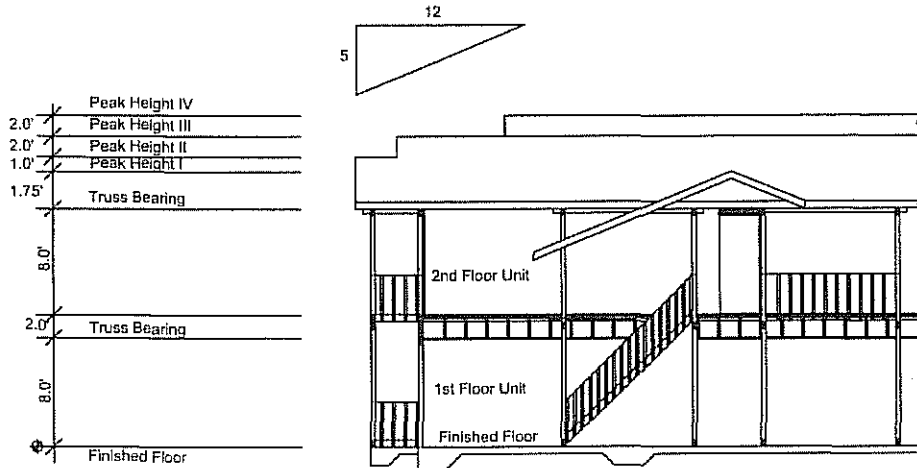 12
5
Peak Height IV
2.0' Peak Height III
2.0' Peak Height II
1.0' Peak Height I
1.75'
Truss Bearing
8.0'
2nd Floor Unit
2.0' Truss Bearing
8.0'
1st Floor Unit
Finished Floor
Finished Floor